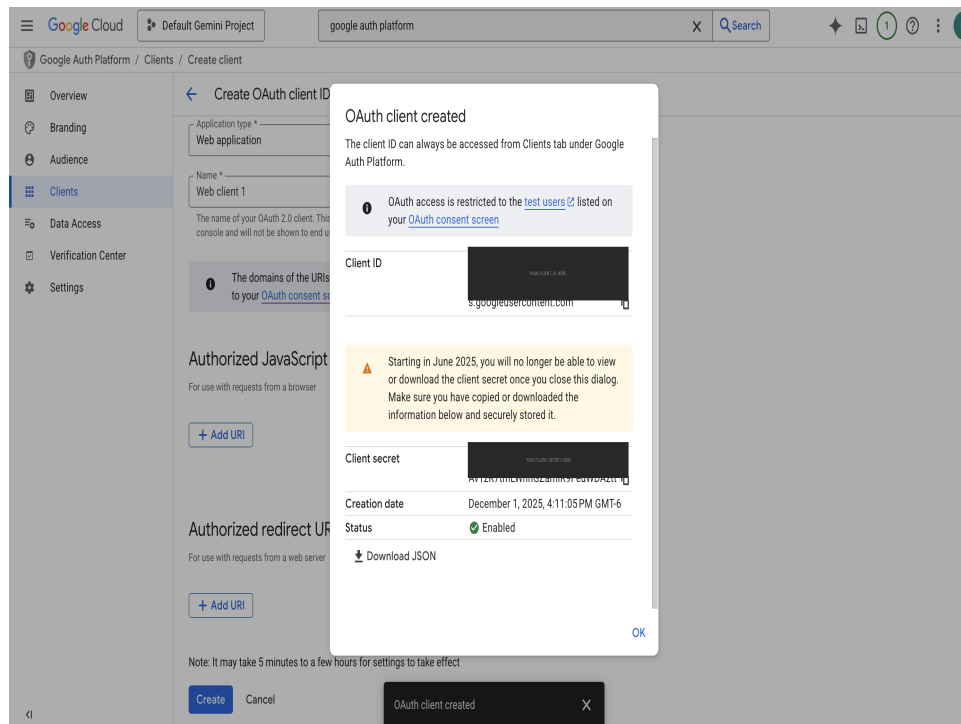 Google Cloud
Default Gemini Project
google auth platform
Search
1
Google Auth Platform / Clients / Create client
Overview
Branding
Audience
Clients
Data Access
Verification Center
Settings
Create OAuth client ID
Application type *
Web application
Name *
Web client 1
The name of your OAuth 2.0 client. This
console and will not be shown to end u
The domains of the URIs
to your OAuth consent sc
Authorized JavaScript
For use with requests from a browser
+ Add URI
Authorized redirect UR
For use with requests from a web server
+ Add URI
Note: It may take 5 minutes to a few hours for settings to take effect
Create
Cancel
OAuth client created
The client ID can always be accessed from Clients tab under Google
Auth Platform.
OAuth access is restricted to the test users listed on
your OAuth consent screen
Client ID
YOUR_CLIENT_ID_HERE
s.googleusercontent.com
Starting in June 2025, you will no longer be able to view
or download the client secret once you close this dialog.
Make sure you have copied or downloaded the
information below and securely stored it.
Client secret
YOUR_CLIENT_SECRET_HERE
Creation date
December 1, 2025, 4:11:05 PM GMT-6
Status
Enabled
Download JSON
OK
OAuth client created
X